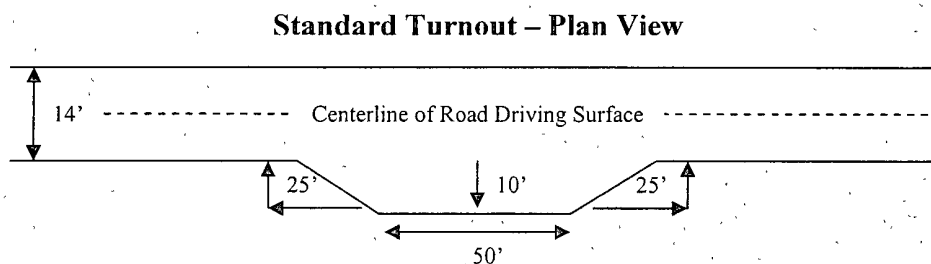 Standard Turnout – Plan View
14' Centerline of Road Driving Surface
25' 10' 25'
50'